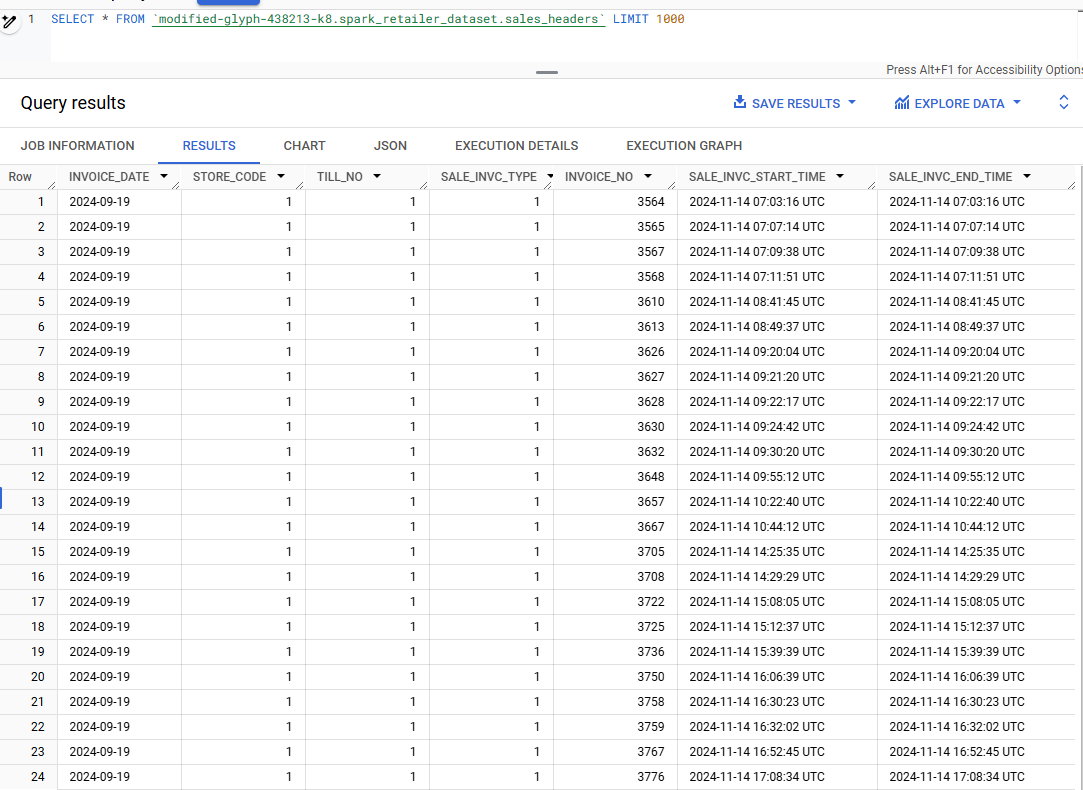 1 SELECT * FROM `modified-glyph-438213-k8.spark_retailer_dataset.sales_headers` LIMIT 1000
Press Alt+F1 for Accessibility Options
Query results SAVE RESULTS EXPLORE DATA
JOB INFORMATION RESULTS CHART JSON EXECUTION DETAILS EXECUTION GRAPH
Row INVOICE_DATE STORE_CODE TILL_NO SALE_INVC_TYPE INVOICE_NO SALE_INVC_START_TIME SALE_INVC_END_TIME
1 2024-09-19 1 1 1 3564 2024-11-14 07:03:16 UTC 2024-11-14 07:03:16 UTC
2 2024-09-19 1 1 1 3565 2024-11-14 07:07:14 UTC 2024-11-14 07:07:14 UTC
3 2024-09-19 1 1 1 3567 2024-11-14 07:09:38 UTC 2024-11-14 07:09:38 UTC
4 2024-09-19 1 1 1 3568 2024-11-14 07:11:51 UTC 2024-11-14 07:11:51 UTC
5 2024-09-19 1 1 1 3610 2024-11-14 08:41:45 UTC 2024-11-14 08:41:45 UTC
6 2024-09-19 1 1 1 3613 2024-11-14 08:49:37 UTC 2024-11-14 08:49:37 UTC
7 2024-09-19 1 1 1 3626 2024-11-14 09:20:04 UTC 2024-11-14 09:20:04 UTC
8 2024-09-19 1 1 1 3627 2024-11-14 09:21:20 UTC 2024-11-14 09:21:20 UTC
9 2024-09-19 1 1 1 3628 2024-11-14 09:22:17 UTC 2024-11-14 09:22:17 UTC
10 2024-09-19 1 1 1 3630 2024-11-14 09:24:42 UTC 2024-11-14 09:24:42 UTC
11 2024-09-19 1 1 1 3632 2024-11-14 09:30:20 UTC 2024-11-14 09:30:20 UTC
12 2024-09-19 1 1 1 3648 2024-11-14 09:55:12 UTC 2024-11-14 09:55:12 UTC
13 2024-09-19 1 1 1 3657 2024-11-14 10:22:40 UTC 2024-11-14 10:22:40 UTC
14 2024-09-19 1 1 1 3667 2024-11-14 10:44:12 UTC 2024-11-14 10:44:12 UTC
15 2024-09-19 1 1 1 3705 2024-11-14 14:25:35 UTC 2024-11-14 14:25:35 UTC
16 2024-09-19 1 1 1 3708 2024-11-14 14:29:29 UTC 2024-11-14 14:29:29 UTC
17 2024-09-19 1 1 1 3722 2024-11-14 15:08:05 UTC 2024-11-14 15:08:05 UTC
18 2024-09-19 1 1 1 3725 2024-11-14 15:12:37 UTC 2024-11-14 15:12:37 UTC
19 2024-09-19 1 1 1 3736 2024-11-14 15:39:39 UTC 2024-11-14 15:39:39 UTC
20 2024-09-19 1 1 1 3750 2024-11-14 16:06:39 UTC 2024-11-14 16:06:39 UTC
21 2024-09-19 1 1 1 3758 2024-11-14 16:30:23 UTC 2024-11-14 16:30:23 UTC
22 2024-09-19 1 1 1 3759 2024-11-14 16:32:02 UTC 2024-11-14 16:32:02 UTC
23 2024-09-19 1 1 1 3767 2024-11-14 16:52:45 UTC 2024-11-14 16:52:45 UTC
24 2024-09-19 1 1 1 3776 2024-11-14 17:08:34 UTC 2024-11-14 17:08:34 UTC